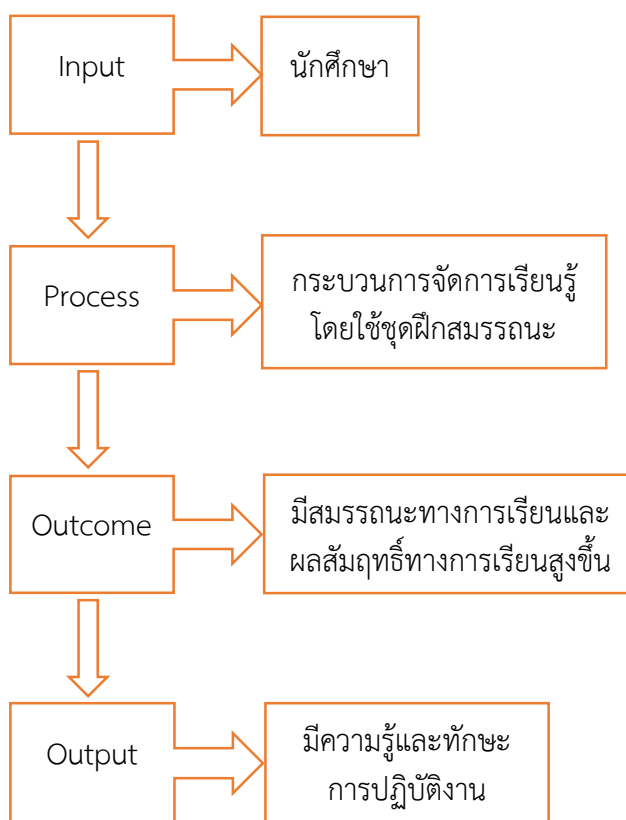 Input
นักศึกษา
Process
กระบวนการจัดการเรียนรู้
โดยใช้ชุดฝึกสมรรถนะ
Outcome
มีสมรรถนะทางการเรียนและ
ผลสัมฤทธิ์ทางการเรียนสูงขึ้น
Output
มีความรู้และทักษะ
การปฏิบัติงาน